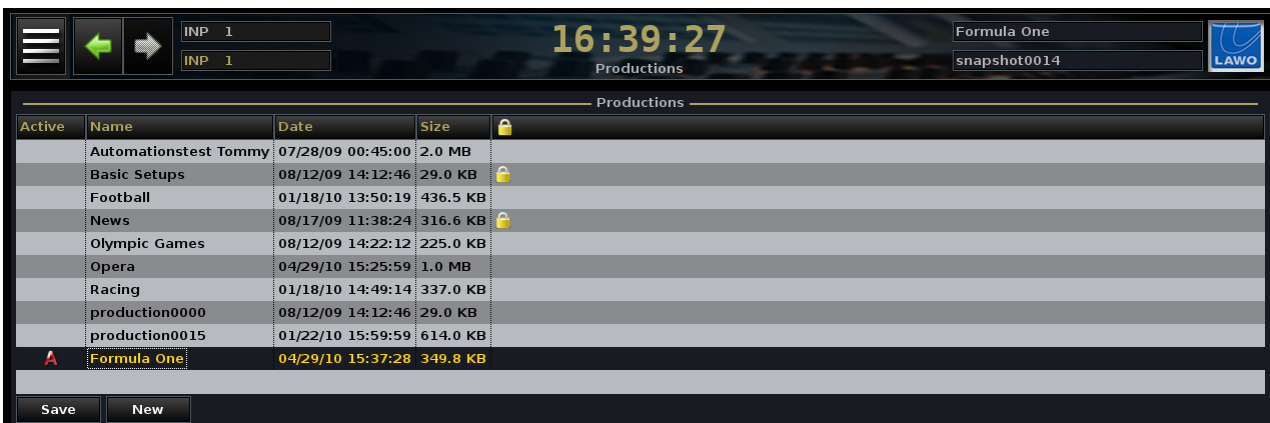 INP 1
INP 1
16:39:27
Productions
Formula One
snapshot0014
LAWO
Productions
Active Name Date Size
Automationstest Tommy 07/28/09 00:45:00 2.0 MB
Basic Setups 08/12/09 14:12:46 29.0 KB
Football 01/18/10 13:50:19 436.5 KB
News 08/17/09 11:38:24 316.6 KB
Olympic Games 08/12/09 14:22:12 225.0 KB
Opera 04/29/10 15:25:59 1.0 MB
Racing 01/18/10 14:49:14 337.0 KB
production0000 08/12/09 14:12:46 29.0 KB
production0015 01/22/10 15:59:59 614.0 KB
A Formula One 04/29/10 15:37:28 349.8 KB
Save New